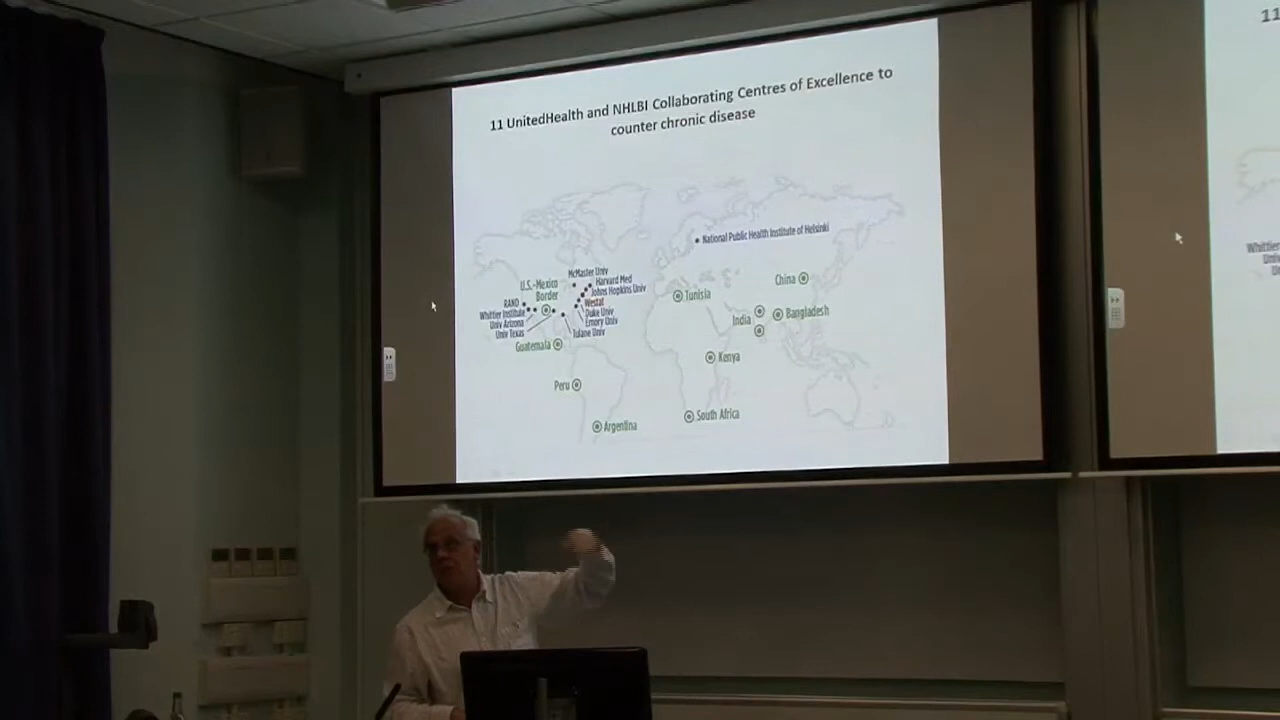 11 UnitedHealth and NHLBI Collaborating Centres of Excellence to
counter chronic disease
National Public Health Institute of Helsinki
McMaster Univ
Harvard Med
Johns Hopkins Univ
U.S.-Mexico
Border
Westat
RAND
Whittier Institute
Duke Univ
Univ Arizona
Emory Univ
Univ Texas
Tulane Univ
Guatemala
Peru
Argentina
Tunisia
China
India
Bangladesh
Kenya
South Africa
11
Whittier